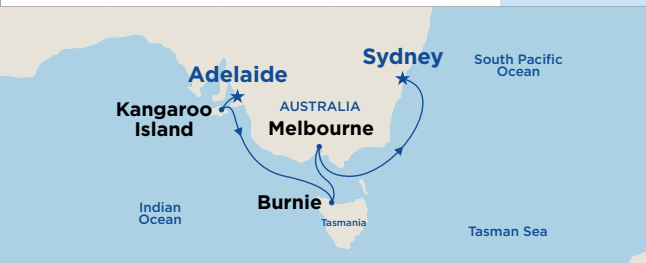 Sydney
South Pacific
Ocean
Adelaide
AUSTRALIA
Kangaroo
Island
Melbourne
Burnie
Indian
Ocean
Tasmania
Tasman Sea